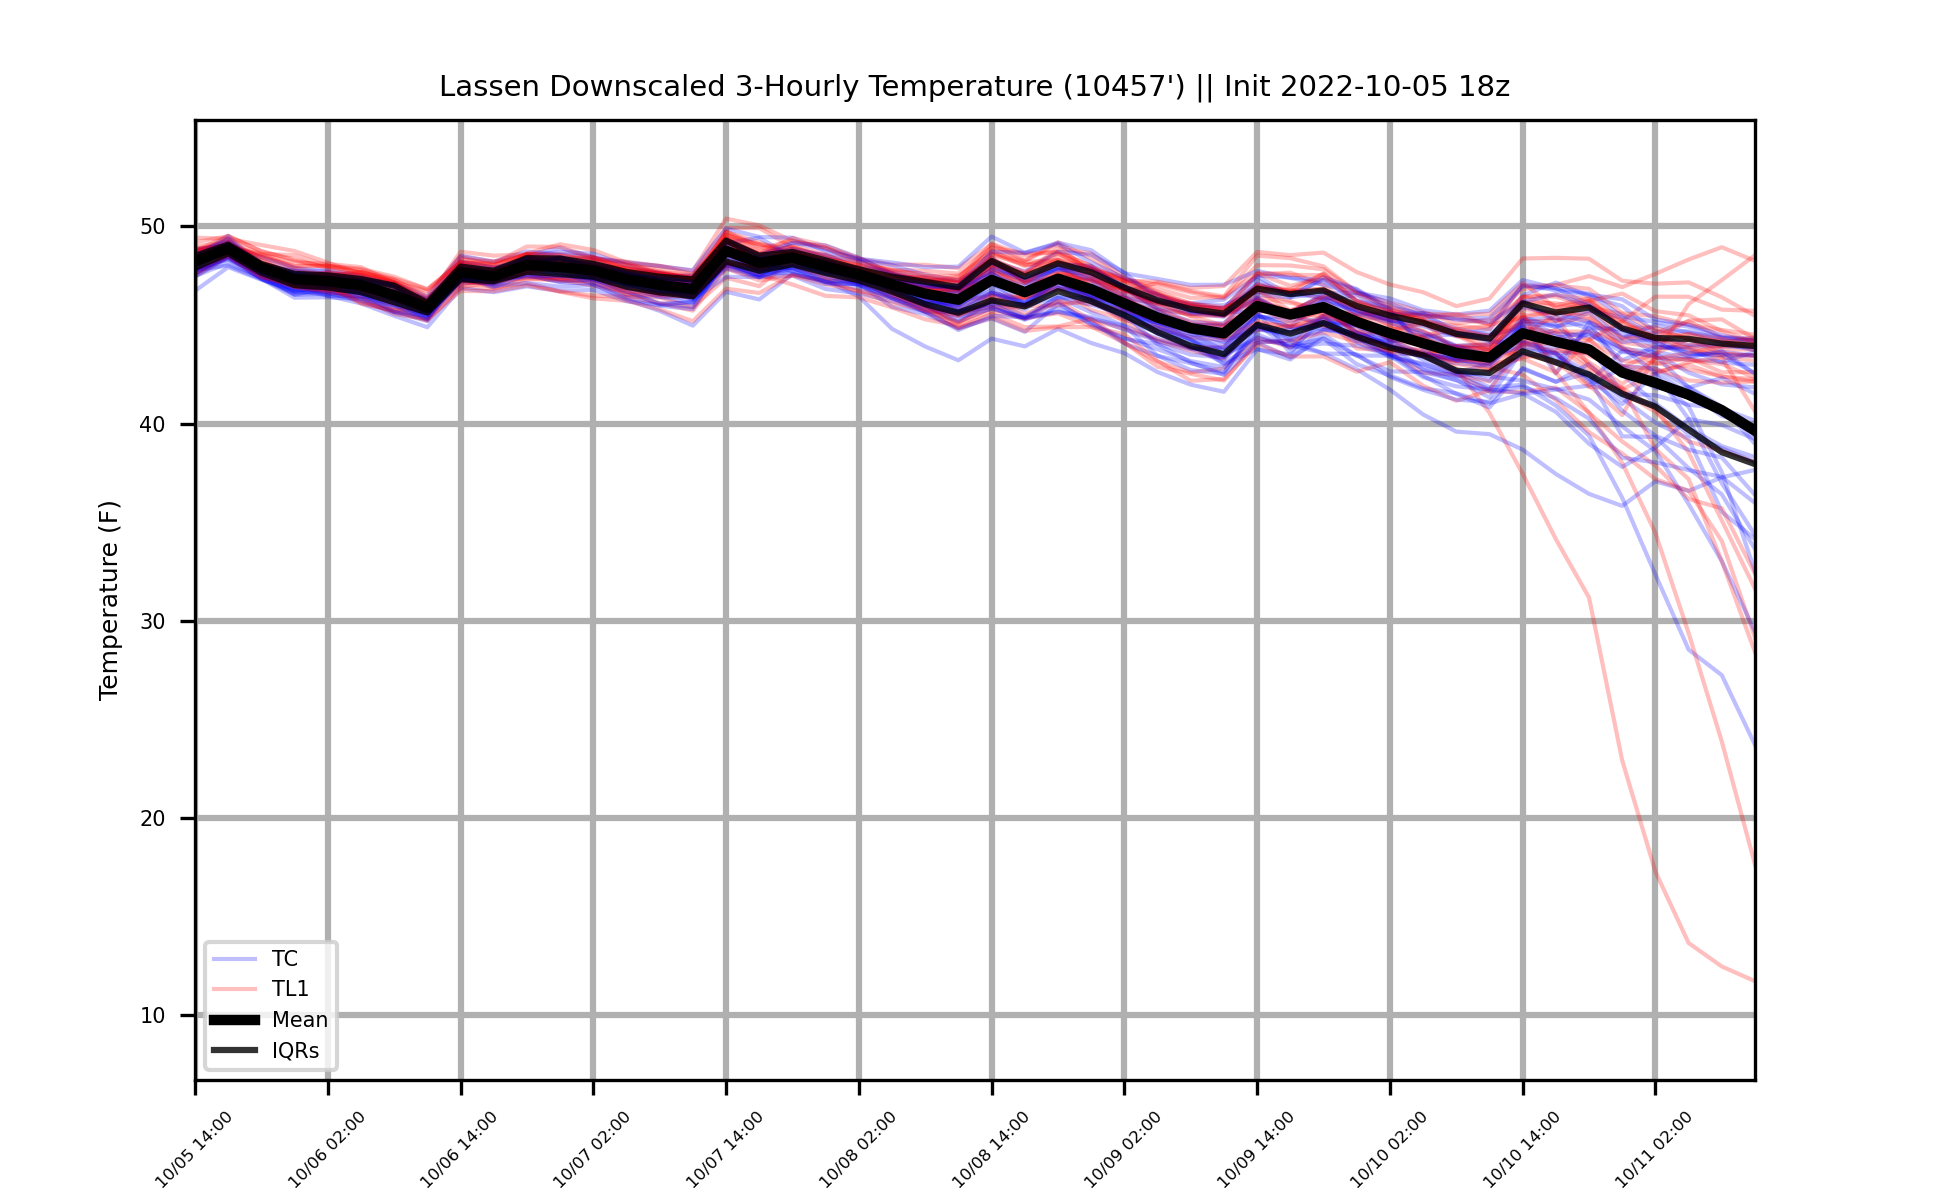 Lassen Downscaled 3-Hourly Temperature (10457') || Init 2022-10-05 18z
Temperature (F)
50
40
30
20
10
TC
TL1
Mean
IQRs
10/05 14:00
10/06 02:00
10/06 14:00
10/07 02:00
10/07 14:00
10/08 02:00
10/08 14:00
10/09 02:00
10/09 14:00
10/10 02:00
10/10 14:00
10/11 02:00